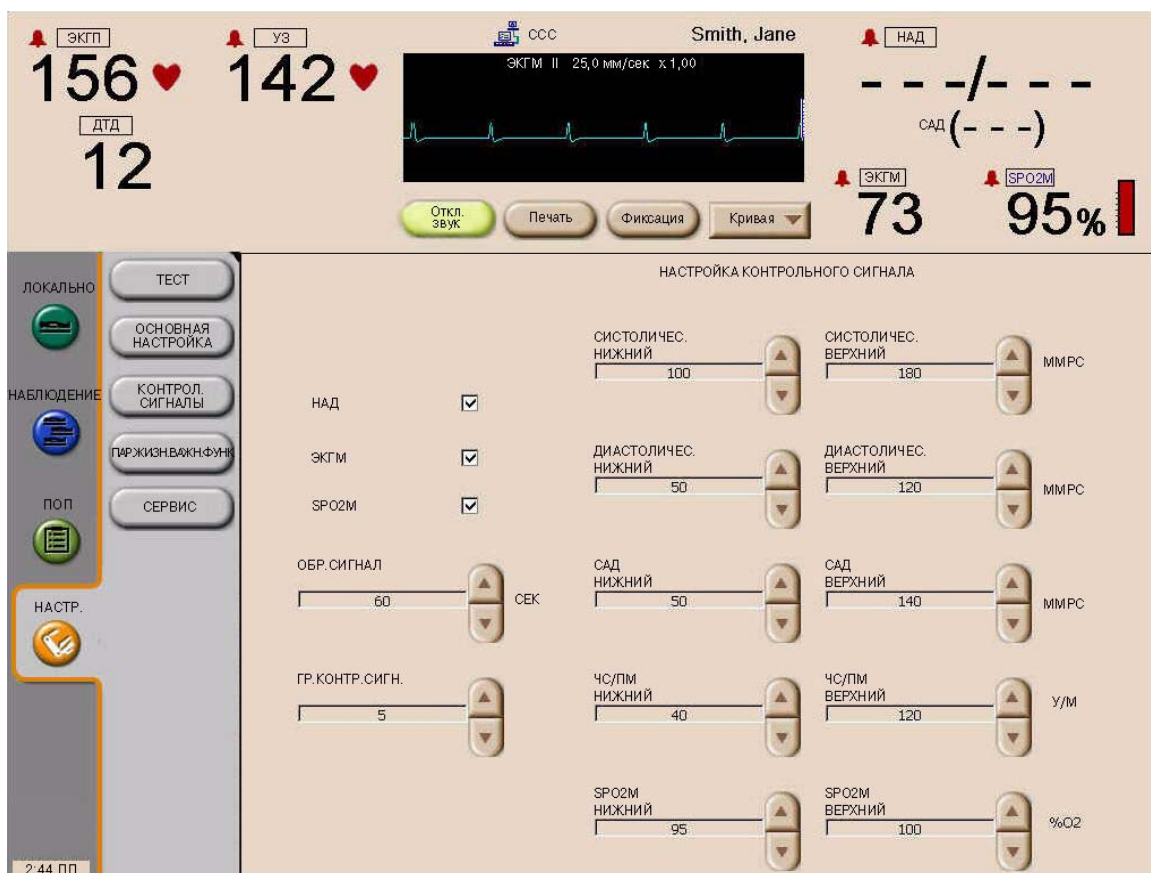 ЭКГП
156
УЗ
142
ДТД
12
ССС
Smith, Jane
ЭКГМ II 25,0 мм/сек x 1,00
Откл. звук
Печать
Фиксация
Кривая
НАД
- - -/- - -
САД (- - -)
ЭКГМ
73
SPO2M
95%
ЛОКАЛЬНО
НАБЛЮДЕНИЕ
ПОП
НАСТР.
2:44 ПП
ТЕСТ
ОСНОВНАЯ
НАСТРОЙКА
КОНТРОЛ.
СИГНАЛЫ
ПАР.ЖИЗН.ВАЖН.ФУНК
СЕРВИС
НАСТРОЙКА КОНТРОЛЬНОГО СИГНАЛА
НАД
ЭКГМ
SPO2M
ОБР.СИГНАЛ
60 СЕК
ГР.КОНТР.СИГН.
5
СИСТОЛИЧЕС.
НИЖНИЙ
100
СИСТОЛИЧЕС.
ВЕРХНИЙ
180
ММРС
ДИАСТОЛИЧЕС.
НИЖНИЙ
50
ДИАСТОЛИЧЕС.
ВЕРХНИЙ
120
ММРС
САД
НИЖНИЙ
50
САД
ВЕРХНИЙ
140
ММРС
ЧС/ПМ
НИЖНИЙ
40
ЧС/ПМ
ВЕРХНИЙ
120
У/М
SPO2M
НИЖНИЙ
95
SPO2M
ВЕРХНИЙ
100
%O2